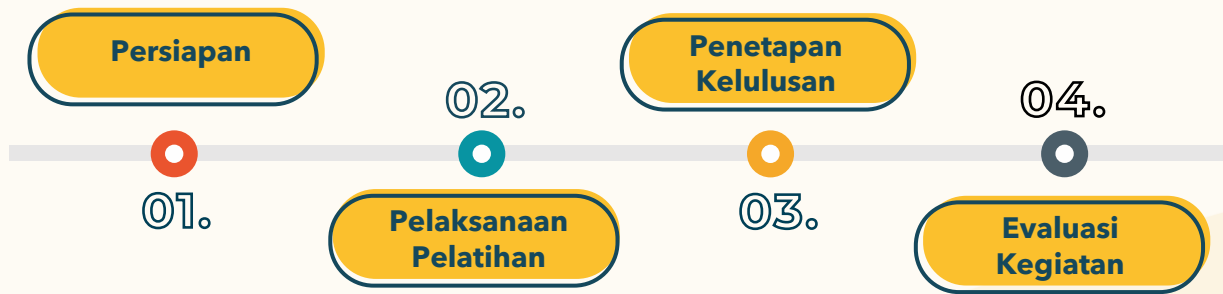 Persiapan
01.
02.
Pelaksanaan
Pelatihan
Penetapan
Kelulusan
03.
04.
Evaluasi
Kegiatan